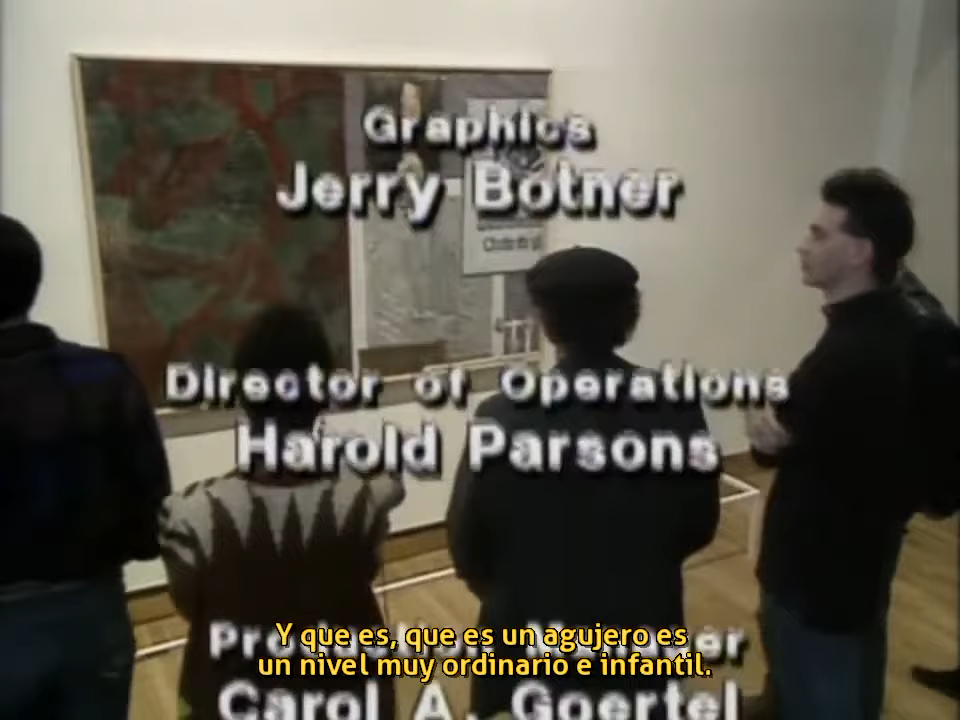 Graphics
Jerry Botner
Director of Operations
Harold Parsons
Y que es, que es un agujero es
un nivel muy ordinario e infantil.
Carol A. Goertel